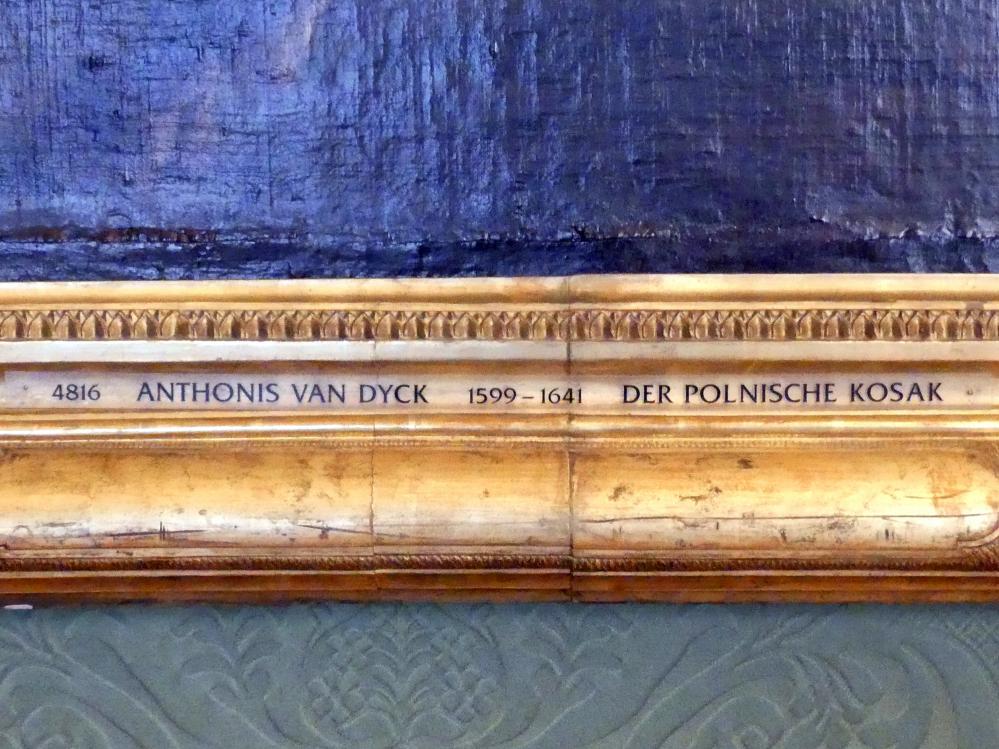 4816 ANTHONIS VAN DYCK 1599–1641 DER POLNISCHE KOSAK